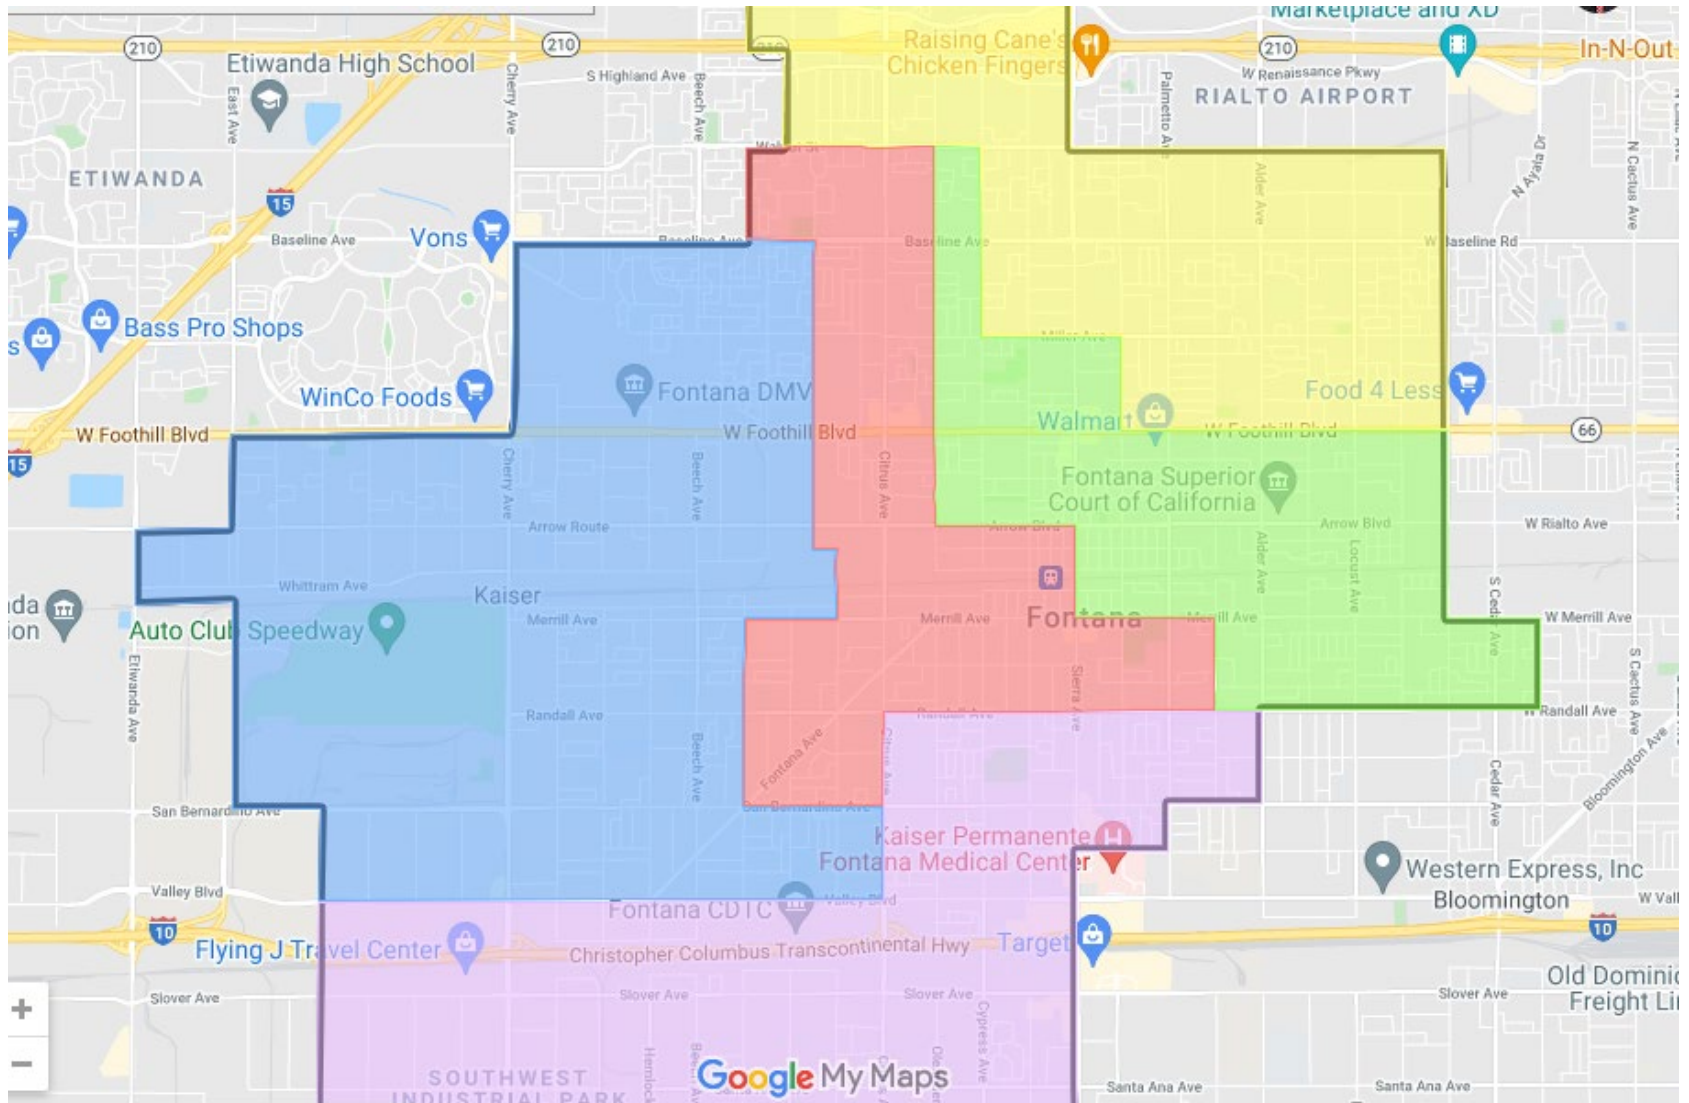 Marketplace and XD
210
210
210
210
Raising Cane's
Chicken Fingers
In-N-Out
Etiwanda High School
S Highland Ave
W Renaissance Pkwy
RIALTO AIRPORT
East Ave
Cherry Ave
Beech Ave
Palmetto Ave
Alder Ave
N Ayala Dr
N Cactus Ave
ETIWANDA
15
Baseline Ave
Vons
Baseline Ave
Baseline Ave
W Baseline Rd
Bass Pro Shops
Miller Ave
WinCo Foods
Fontana DMV
Food 4 Less
Walmart
W Foothill Blvd
W Foothill Blvd
W Foothill Blvd
66
15
Cherry Ave
Beech Ave
Citrus Ave
Fontana Superior
Court of California
Arrow Route
Arrow Blvd
Arrow Blvd
W Rialto Ave
Alder Ave
Locust Ave
Whittram Ave
Kaiser
Merrill Ave
Merrill Ave
Fontana
Merrill Ave
W Merrill Ave
S Cedar Ave
S Cactus Ave
Auto Club Speedway
Etiwanda Ave
Randall Ave
Randall Ave
W Randall Ave
Sierra Ave
Beech Ave
Fontana Ave
Citrus Ave
Cedar Ave
Bloomington Ave
San Bernardino Ave
San Bernardino Ave
Kaiser Permanente
Fontana Medical Center
Western Express, Inc
Bloomington
Valley Blvd
Valley Blvd
W Vall
Fontana CDTC
10
10
Flying J Travel Center
Christopher Columbus Transcontinental Hwy
Target
Slover Ave
Slover Ave
Slover Ave
Slover Ave
Old Dominic
Freight Li
Cypress Ave
Hemlock
SOUTHWEST
INDUSTRIAL PARK
Google My Maps
Santa Ana Ave
Santa Ana Ave
+
−